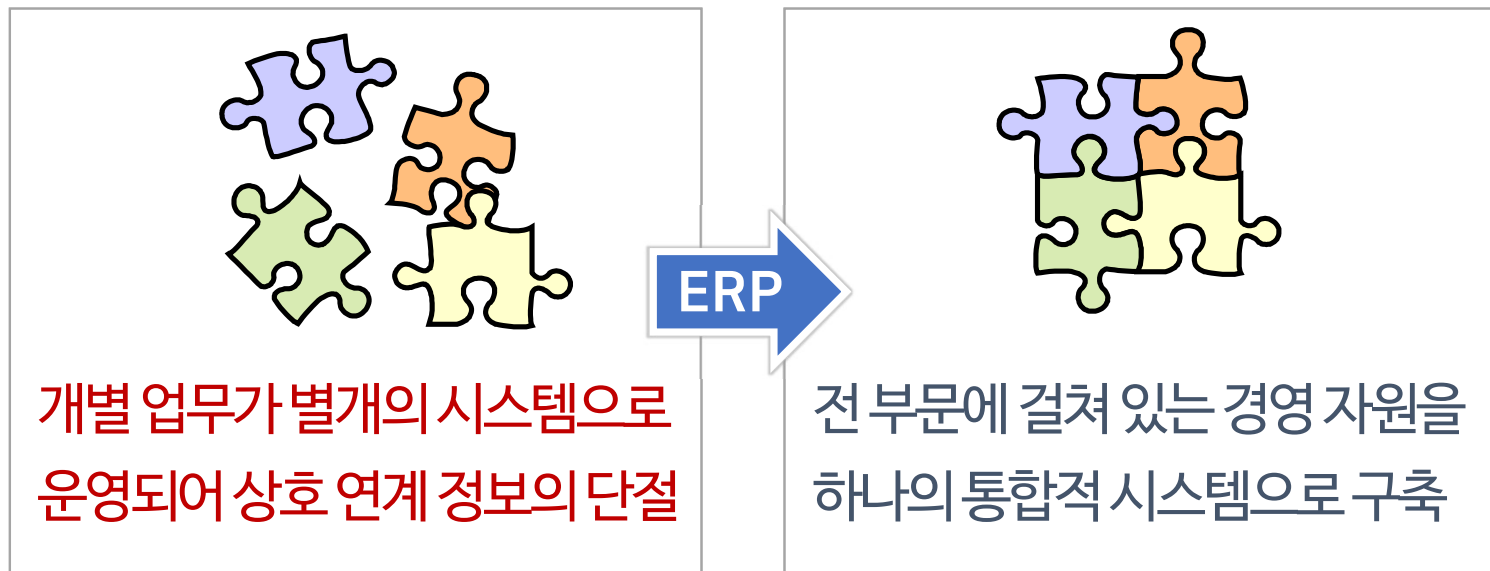 개별 업무가 별개의 시스템으로
운영되어 상호 연계 정보의 단절
ERP
전 부문에 걸쳐 있는 경영 자원을
하나의 통합적 시스템으로 구축